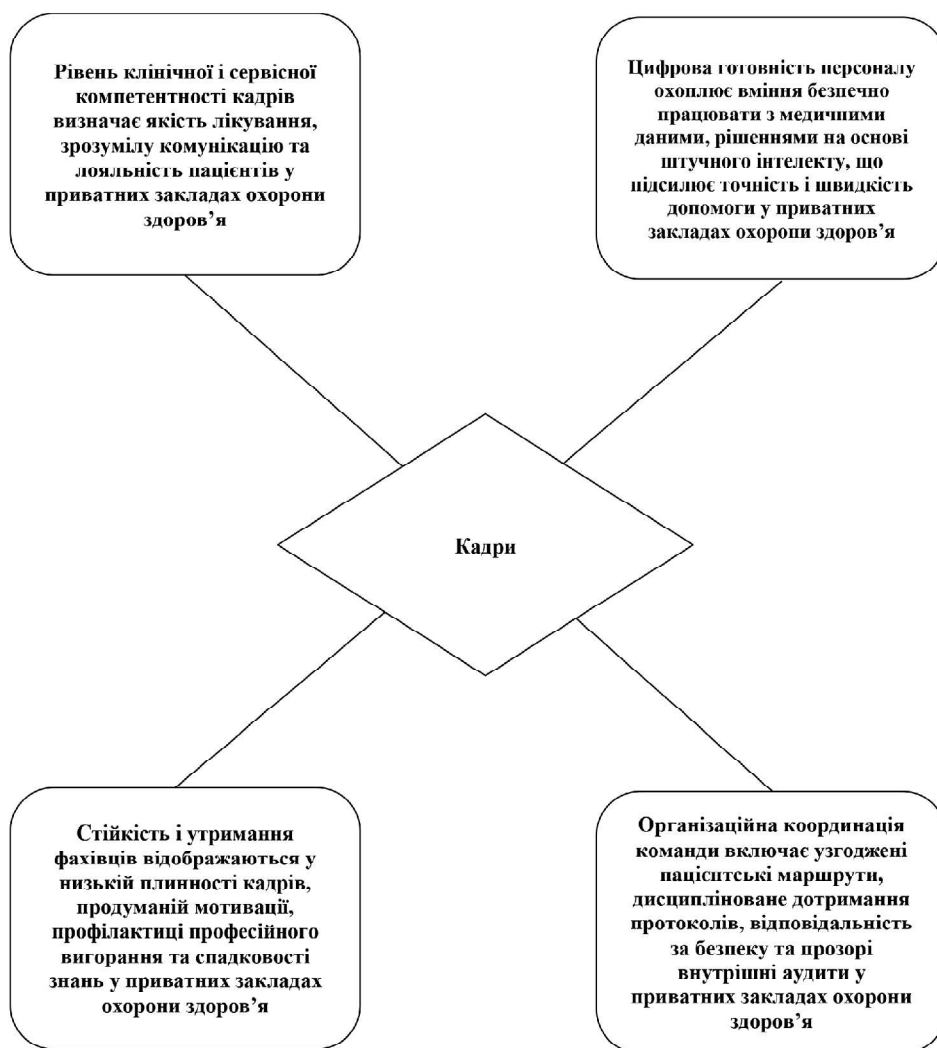 Рівень клінічної і сервісної
компетентності кадрів
визначає якість лікування,
зрозумілу комунікацію та
лояльність пацієнтів у
приватних закладах охорони
здоров’я
Цифрова готовність персоналу
охоплює вміння безпечно
працювати з медичними
даними, рішеннями на основі
штучного інтелекту, що
підсилює точність і швидкість
допомоги у приватних
закладах охорони здоров’я
Кадри
Стійкість і утримання
фахівців відображаються у
низькій плинності кадрів,
продуманій мотивації,
профілактиці професійного
вигорання та спадковості
знань у приватних закладах
охорони здоров’я
Організаційна координація
команди включає узгоджені
пацієнтські маршрути,
дисципліноване дотримання
протоколів, відповідальність
за безпеку та прозорі
внутрішні аудити у
приватних закладах охорони
здоров’я